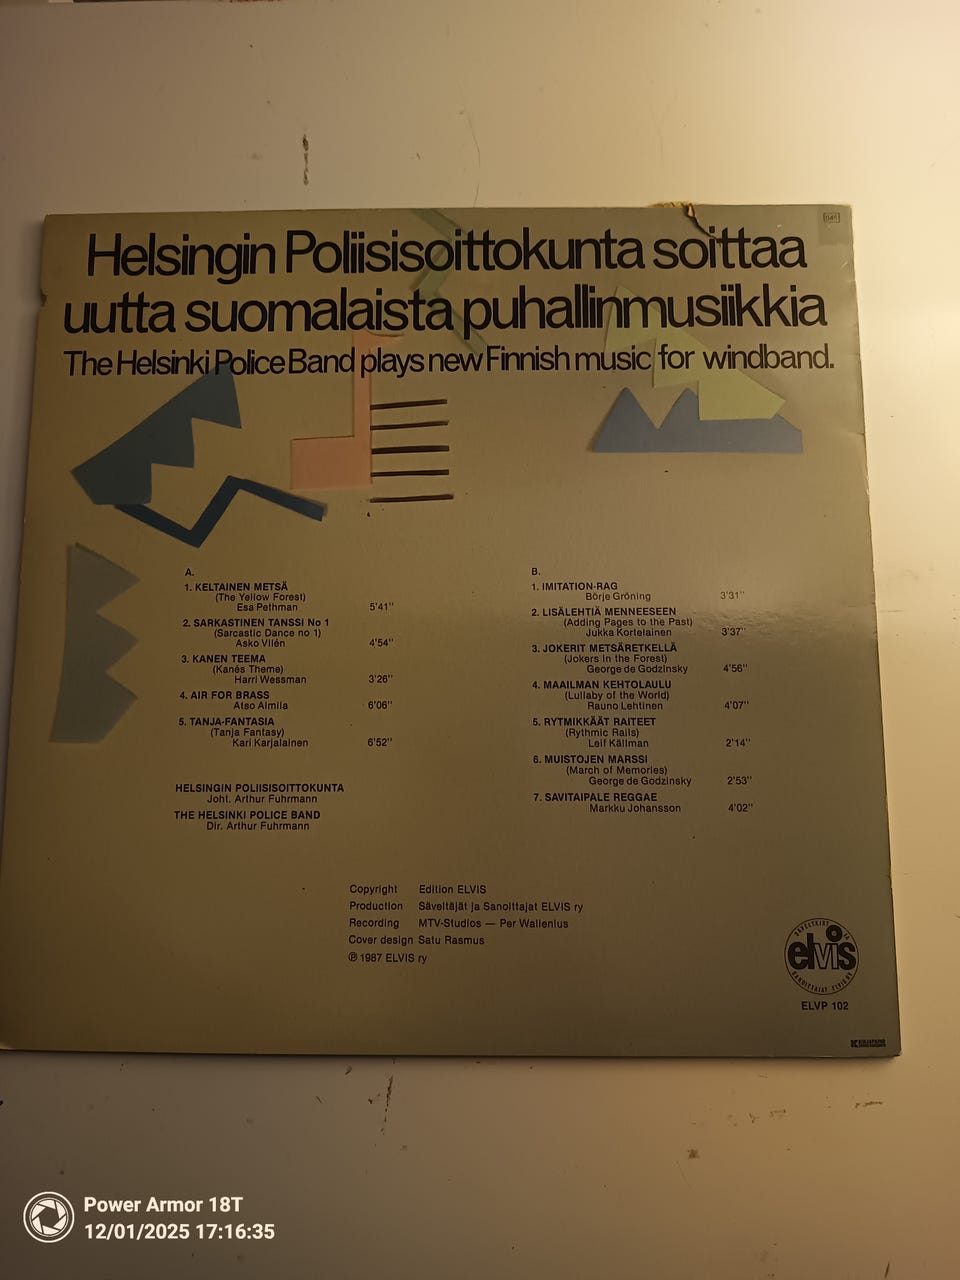 Helsingin Poliisisoittokunta soittaa
uutta suomalaista puhallinmusiikkia
The Helsinki Police Band plays new Finnish music for windband.
A.
1. KELTAINEN METSÄ
(The Yellow Forest)
Esa Pethman 5'41"
2. SARKASTINEN TANSSI No 1
(Sarcastic Dance no 1)
Asko Vilén 4'54"
3. KANEN TEEMA
(Kanés Theme)
Harri Wessman 3'26"
4. AIR FOR BRASS
Atso Almila 6'06"
5. TANJA-FANTASIA
(Tanja Fantasy)
Kari Karjalainen 6'52"
HELSINGIN POLIISISOITTOKUNTA
Joht. Arthur Fuhrmann
THE HELSINKI POLICE BAND
Dir. Arthur Fuhrmann
B.
1. IMITATION-RAG
Börje Gröning 3'31"
2. LISÄLEHTIÄ MENNEESEEN
(Adding Pages to the Past)
Jukka Kortelainen 3'37"
3. JOKERIT METSÄRETKELLÄ
(Jokers in the Forest)
George de Godzinsky 4'56"
4. MAAILMAN KEHTOLAULU
(Lullaby of the World)
Rauno Lehtinen 4'07"
5. RYTMIKKÄÄT RAITEET
(Rythmic Rails)
Leif Källman 2'14"
6. MUISTOJEN MARSSI
(March of Memories)
George de Godzinsky 2'53"
7. SAVITAIPALE REGGAE
Markku Johansson 4'02"
Copyright Edition ELVIS
Production Säveltäjät ja Sanoittajat ELVIS ry
Recording MTV-Studios — Per Wallenius
Cover design Satu Rasmus
℗ 1987 ELVIS ry
SÄVELTÄJÄT JA
elvis
SANOITTAJAT ELVIS RY
ELVP 102
Power Armor 18T
12/01/2025 17:16:35